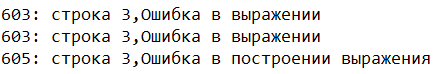 603: строка 3,Ошибка в выражении
603: строка 3,Ошибка в выражении
605: строка 3,Ошибка в построении выражения